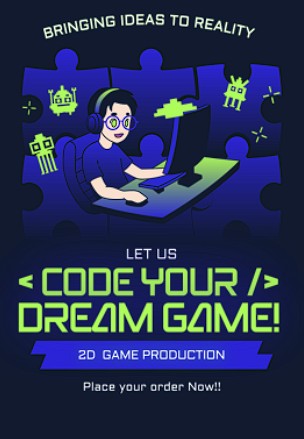 BRINGING IDEAS TO REALITY
LET US
< CODE YOUR />
DREAM GAME!
2D GAME PRODUCTION
Place your order Now!!